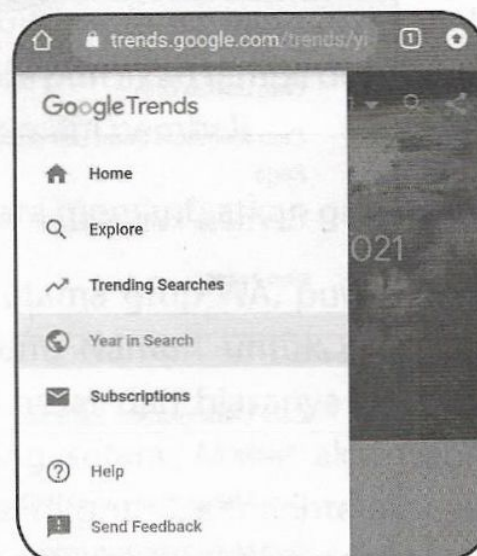 trends.google.com/trends/yi 1
Google Trends
Home
Explore
Trending Searches
021
Year in Search
Subscriptions
Help
Send Feedback